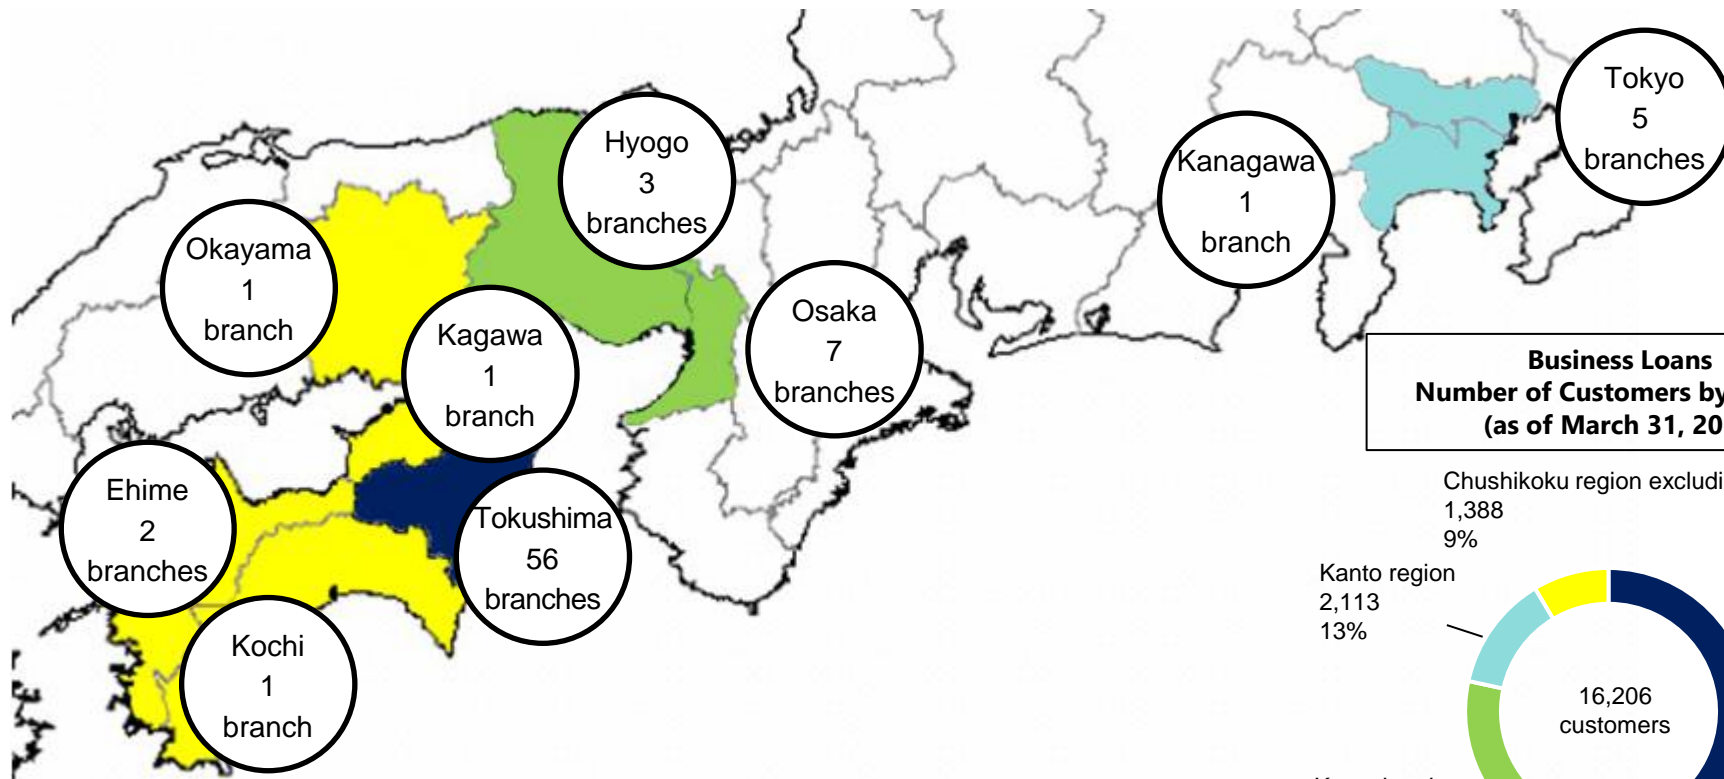 Tokyo
5
branches
Hyogo
3
branches
Kanagawa
1
branch
Okayama
1
branch
Osaka
7
branches
Kagawa
1
branch
Ehime
2
branches
Tokushima
56
branches
Kochi
1
branch
Business Loans
Number of Customers by
(as of March 31, 20
Chushikoku region excludi
1,388
9%
Kanto region
2,113
13%
16,206
customers